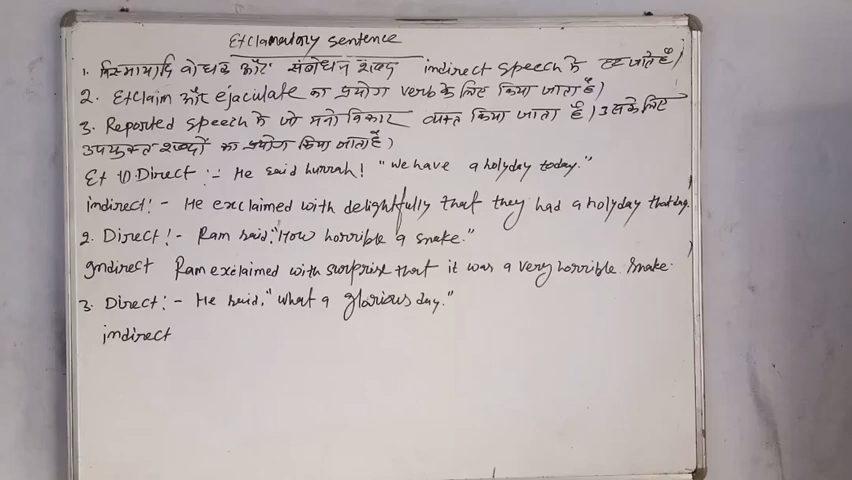 Exclamatory sentence
1. विस्मयादि बोधक और संबोधन शब्द indirect speech में हट जाते हैं।
2. Exclaim और ejaculate का प्रयोग verb के लिए किया जाता है।
3. Reported speech में जो मनोविकार व्यक्त किया जाता है। उसके लिए
उपयुक्त शब्दों का प्रयोग किया जाता है।
Ex (1) Direct :- He said hurrah! "We have a holyday today."
indirect :- He exclaimed with delightfully that they had a holyday that day.
2. Direct :- Ram said, "How horrible a snake."
Indirect Ram exclaimed with surprise that it was a very horrible snake.
3. Direct :- He said, "What a glorious day."
indirect